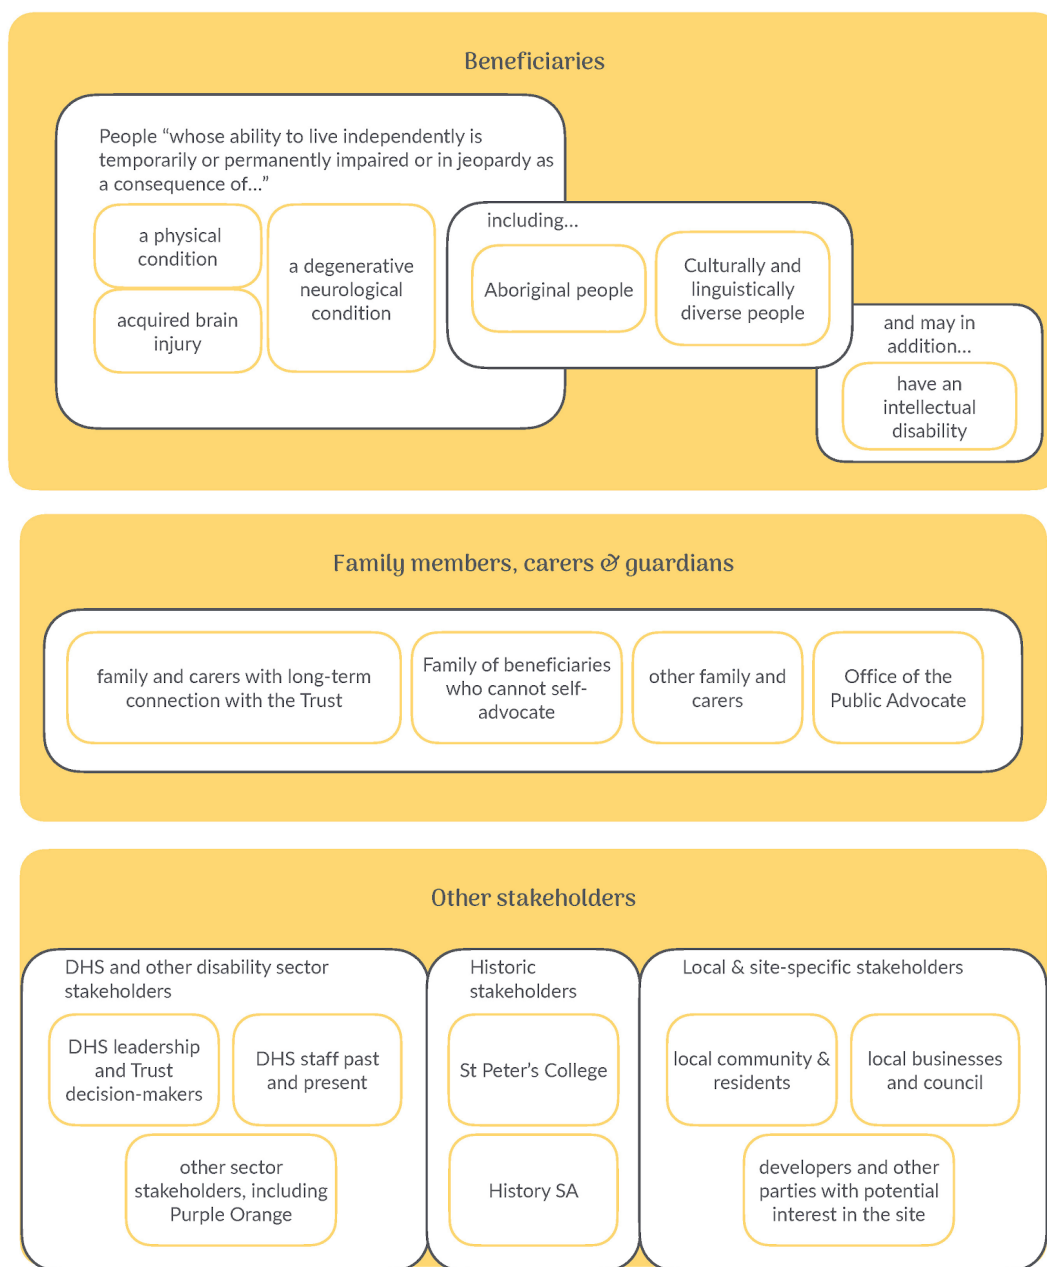 Beneficiaries
People “whose ability to live independently is
temporarily or permanently impaired or in jeopardy as
a consequence of...”
a physical
condition
acquired brain
injury
a degenerative
neurological
condition
including...
Aboriginal people
Culturally and
linguistically
diverse people
and may in
addition...
have an
intellectual
disability
Family members, carers & guardians
family and carers with long-term
connection with the Trust
Family of beneficiaries
who cannot self-
advocate
other family and
carers
Office of the
Public Advocate
Other stakeholders
DHS and other disability sector
stakeholders
DHS leadership
and Trust
decision-makers
DHS staff past
and present
other sector
stakeholders, including
Purple Orange
Historic
stakeholders
St Peter’s College
History SA
Local & site-specific stakeholders
local community &
residents
local businesses
and council
developers and other
parties with potential
interest in the site